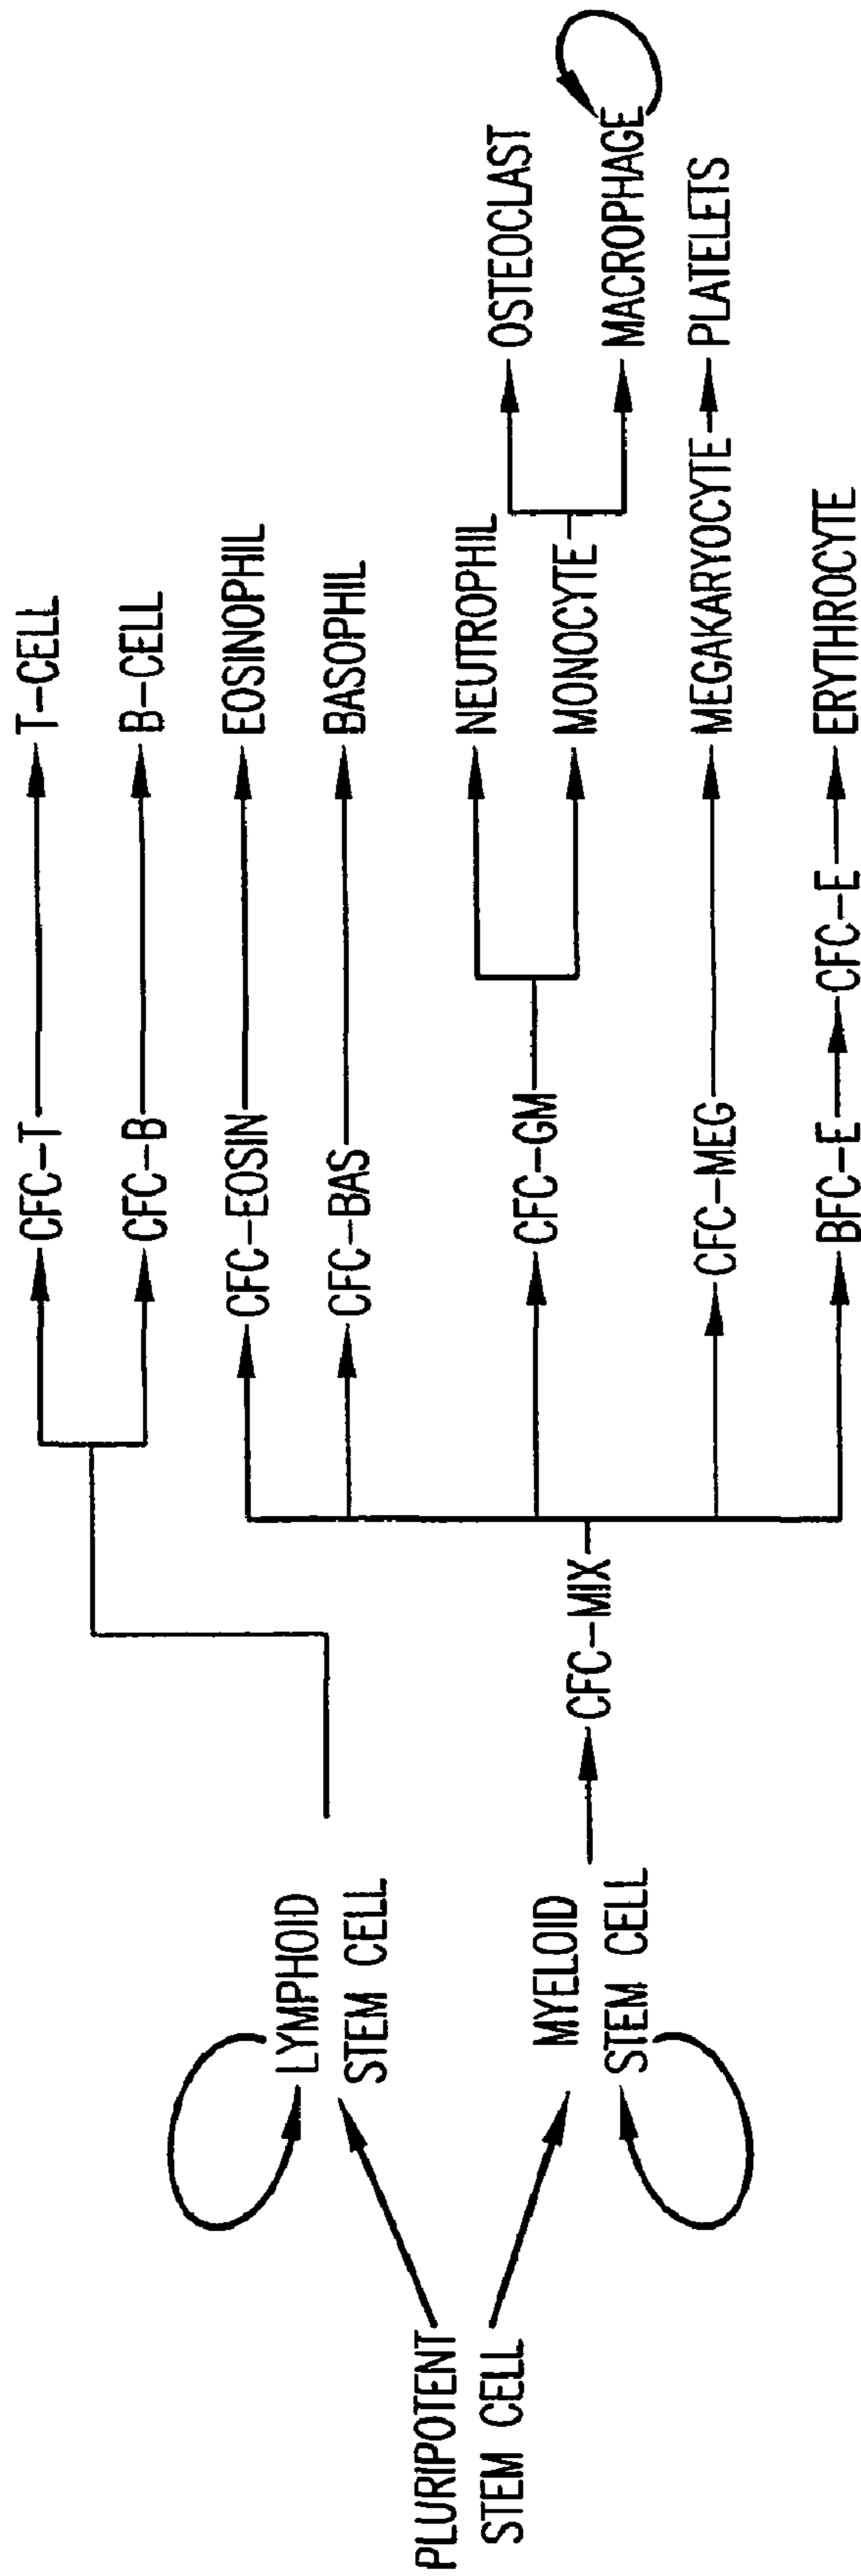 PLURIPOTENT
STEM CELL
LYMPHOID
STEM CELL
MYELOID
STEM CELL
CFC-MIX
CFC-T
T-CELL
CFC-B
B-CELL
CFC-EOSIN
EOSINOPHIL
CFC-BAS
BASOPHIL
CFC-GM
NEUTROPHIL
MONOCYTE
OSTEOCLAST
MACROPHAGE
CFC-MEG
MEGAKARYOCYTE
PLATELETS
BFC-E
CFC-E
ERYTHROCYTE